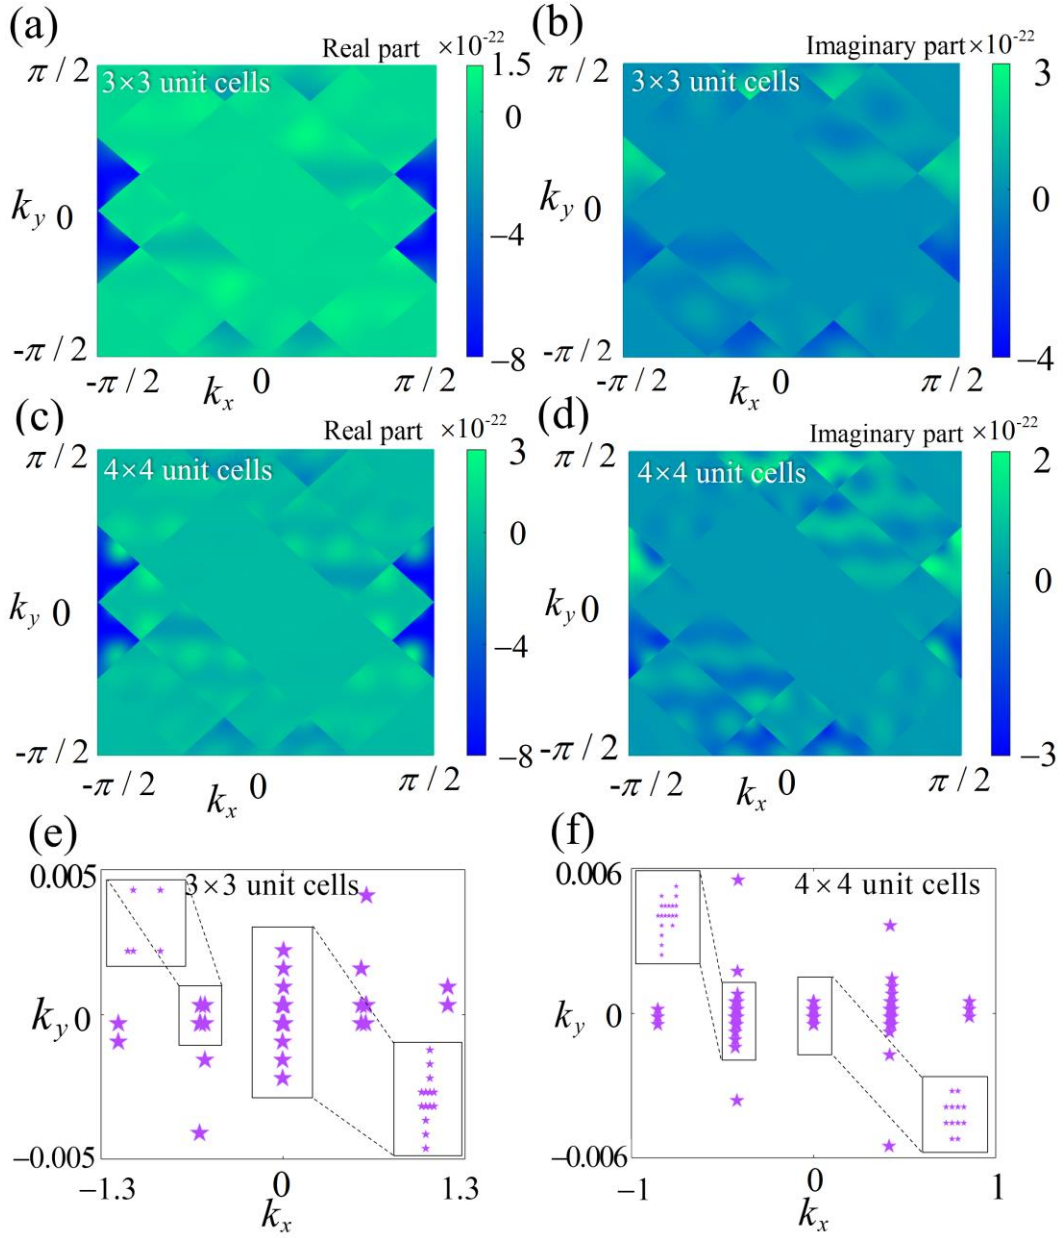 (a)
Real part ×10⁻²²
π / 2
3×3 unit cells
1.5
0
k_y 0
−4
-π / 2
−8
-π / 2 0 π / 2
k_x
(b)
Imaginary part ×10⁻²²
π / 2
3×3 unit cells
3
k_y 0
0
-π / 2
−4
-π / 2 0 π / 2
k_x
(c)
Real part ×10⁻²²
π / 2
4×4 unit cells
3
0
k_y 0
−4
-π / 2
−8
-π / 2 0 π / 2
k_x
(d)
Imaginary part ×10⁻²²
π / 2
4×4 unit cells
2
k_y 0
0
-π / 2
−3
-π / 2 0 π / 2
k_x
(e)
0.005
3×3 unit cells
k_y 0
−0.005
−1.3 0 1.3
k_x
(f)
0.006
4×4 unit cells
k_y 0
−0.006
−1 0 1
k_x